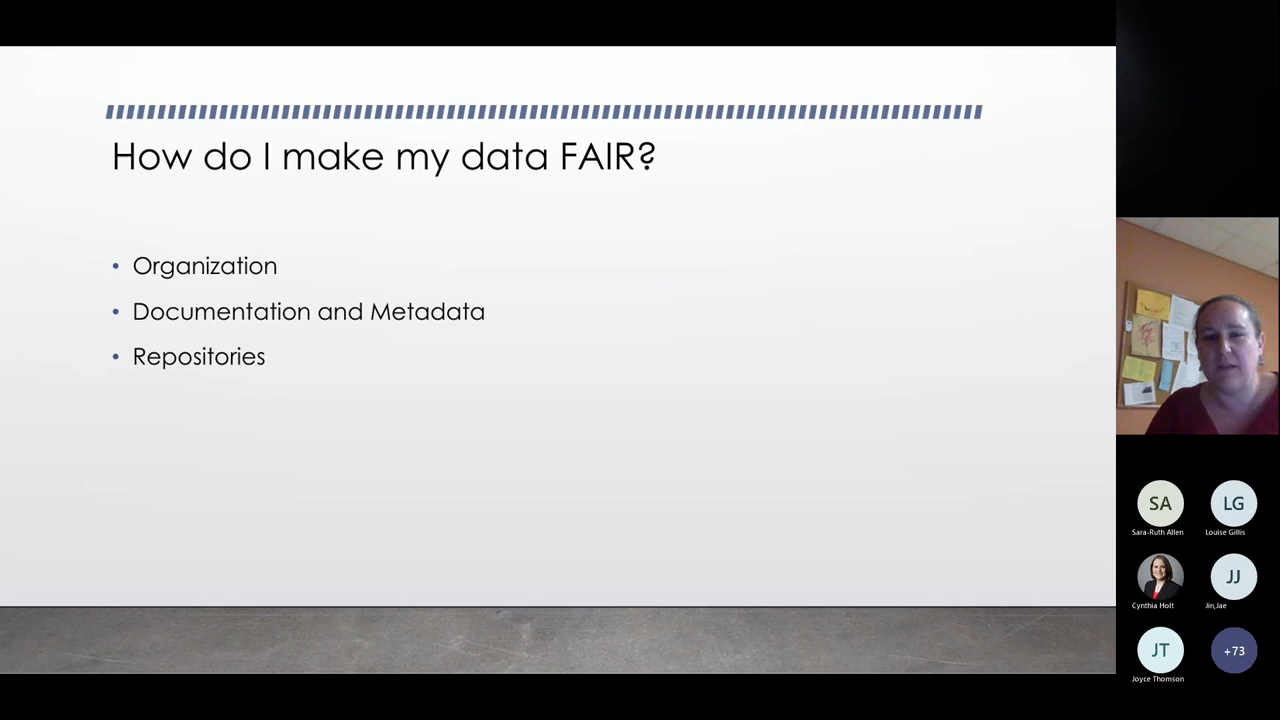 How do I make my data FAIR?
• Organization
• Documentation and Metadata
• Repositories
SA
LG
Sara-Ruth Allen
Louise Gillis
JJ
Cynthia Holt
Jin,Jae
JT
+73
Joyce Thomson